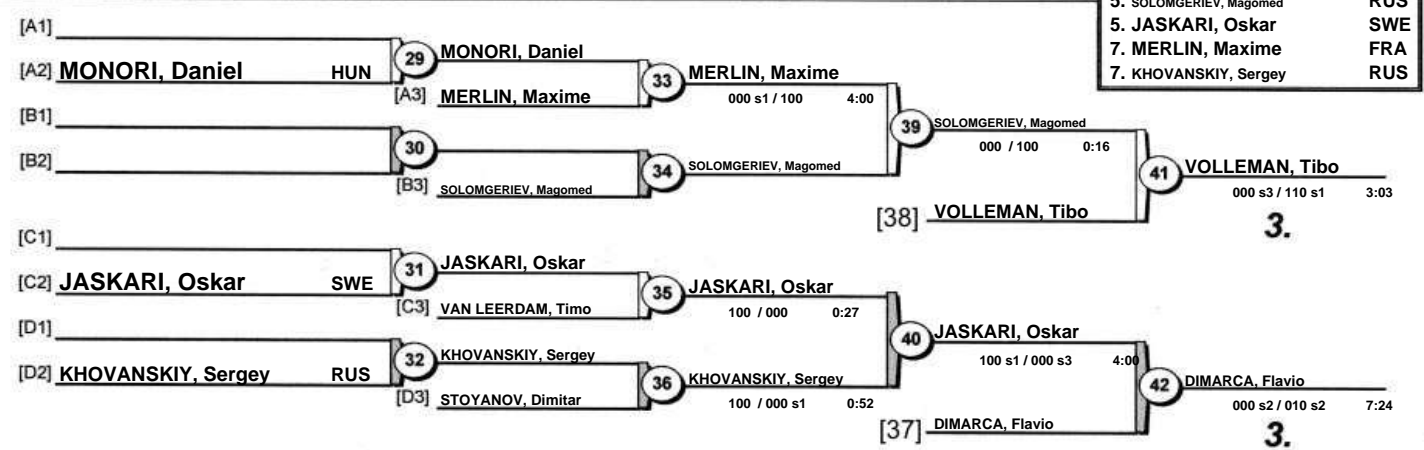 5. SOLOMGERIEV, Magomed RUS
5. JASKARI, Oskar SWE
7. MERLIN, Maxime FRA
7. KHOVANSKIY, Sergey RUS
[A1]
[A2] MONORI, Daniel HUN
29
MONORI, Daniel
[A3] MERLIN, Maxime
33
MERLIN, Maxime
000 s1 / 100 4:00
[B1]
[B2]
30
[B3] SOLOMGERIEV, Magomed
34
SOLOMGERIEV, Magomed
39
SOLOMGERIEV, Magomed
000 / 100 0:16
[38] VOLLEMAN, Tibo
41
VOLLEMAN, Tibo
000 s3 / 110 s1 3:03
3.
[C1]
[C2] JASKARI, Oskar SWE
31
JASKARI, Oskar
[C3] VAN LEERDAM, Timo
35
JASKARI, Oskar
100 / 000 0:27
[D1]
[D2] KHOVANSKIY, Sergey RUS
32
KHOVANSKIY, Sergey
[D3] STOYANOV, Dimitar
36
KHOVANSKIY, Sergey
100 / 000 s1 0:52
40
JASKARI, Oskar
100 s1 / 000 s3 4:00
[37] DIMARCA, Flavio
42
DIMARCA, Flavio
000 s2 / 010 s2 7:24
3.